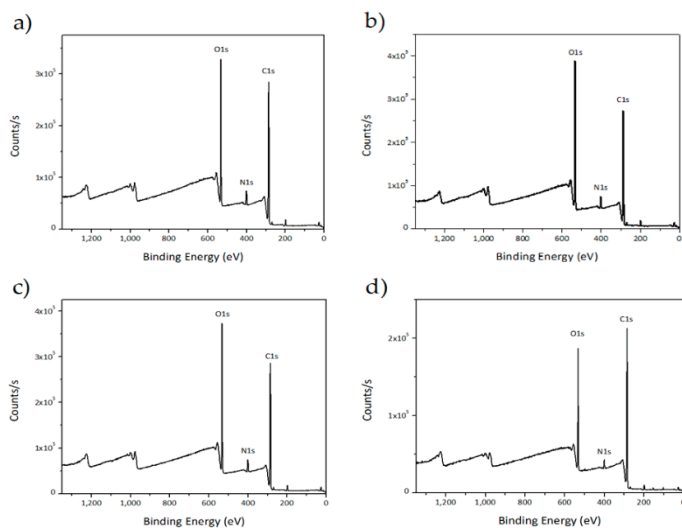 a)
O1s
C1s
N1s
3x10⁵
2x10⁵
1x10⁵
0
Counts/s
1,200 1,000 800 600 400 200 0
Binding Energy (eV)
b)
O1s
C1s
N1s
4x10⁵
3x10⁵
2x10⁵
1x10⁵
0
Counts/s
1,200 1,000 800 600 400 200 0
Binding Energy (eV)
c)
O1s
C1s
N1s
4x10⁵
3x10⁵
2x10⁵
1x10⁵
0
Counts/s
1,200 1,000 800 600 400 200 0
Binding Energy (eV)
d)
C1s
O1s
N1s
2x10⁵
1x10⁵
0
Counts/s
1,200 1,000 800 600 400 200 0
Binding Energy (eV)